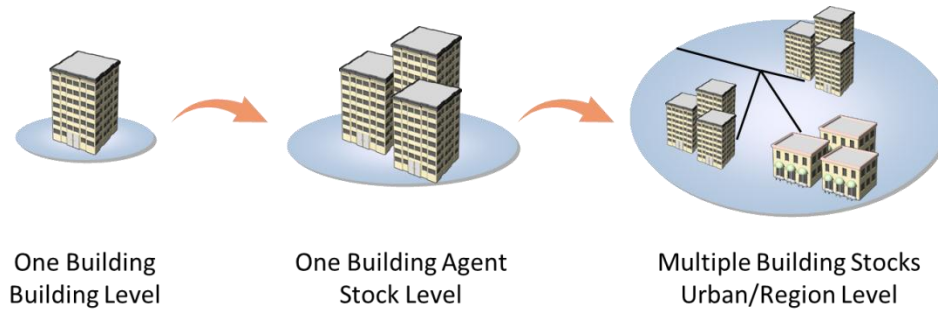 One Building
Building Level
One Building Agent
Stock Level
Multiple Building Stocks
Urban/Region Level